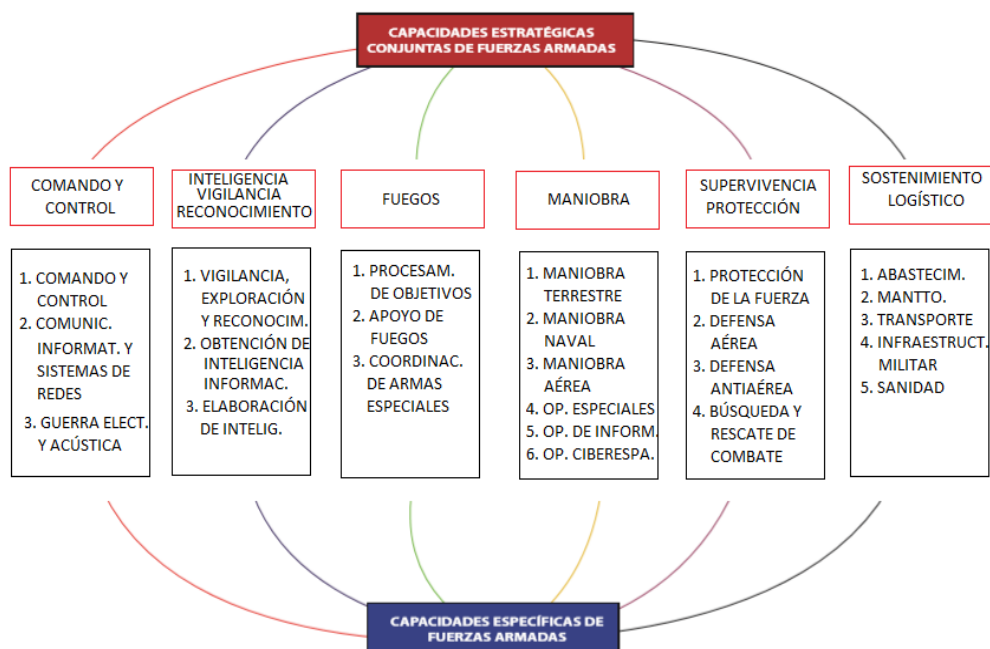 CAPACIDADES ESTRATÉGICAS
CONJUNTAS DE FUERZAS ARMADAS
COMANDO Y
CONTROL
INTELIGENCIA
VIGILANCIA
RECONOCIMIENTO
FUEGOS
MANIOBRA
SUPERVIVENCIA
PROTECCIÓN
SOSTENIMIENTO
LOGÍSTICO
1. COMANDO Y
CONTROL
2. COMUNIC.
INFORMAT. Y
SISTEMAS DE
REDES
3. GUERRA ELECT.
Y ACÚSTICA
1. VIGILANCIA,
EXPLORACIÓN
Y RECONOCIM.
2. OBTENCIÓN DE
INTELIGENCIA
INFORMAC.
3. ELABORACIÓN
DE INTELIG.
1. PROCESAM.
DE OBJETIVOS
2. APOYO DE
FUEGOS
3. COORDINAC.
DE ARMAS
ESPECIALES
1. MANIOBRA
TERRESTRE
2. MANIOBRA
NAVAL
3. MANIOBRA
AÉREA
4. OP. ESPECIALES
5. OP. DE INFORM.
6. OP. CIBERESPA.
1. PROTECCIÓN
DE LA FUERZA
2. DEFENSA
AÉREA
3. DEFENSA
ANTIAÉREA
4. BÚSQUEDA Y
RESCATE DE
COMBATE
1. ABASTECIM.
2. MANTTO.
3. TRANSPORTE
4. INFRAESTRUCT.
MILITAR
5. SANIDAD
CAPACIDADES ESPECÍFICAS DE
FUERZAS ARMADAS